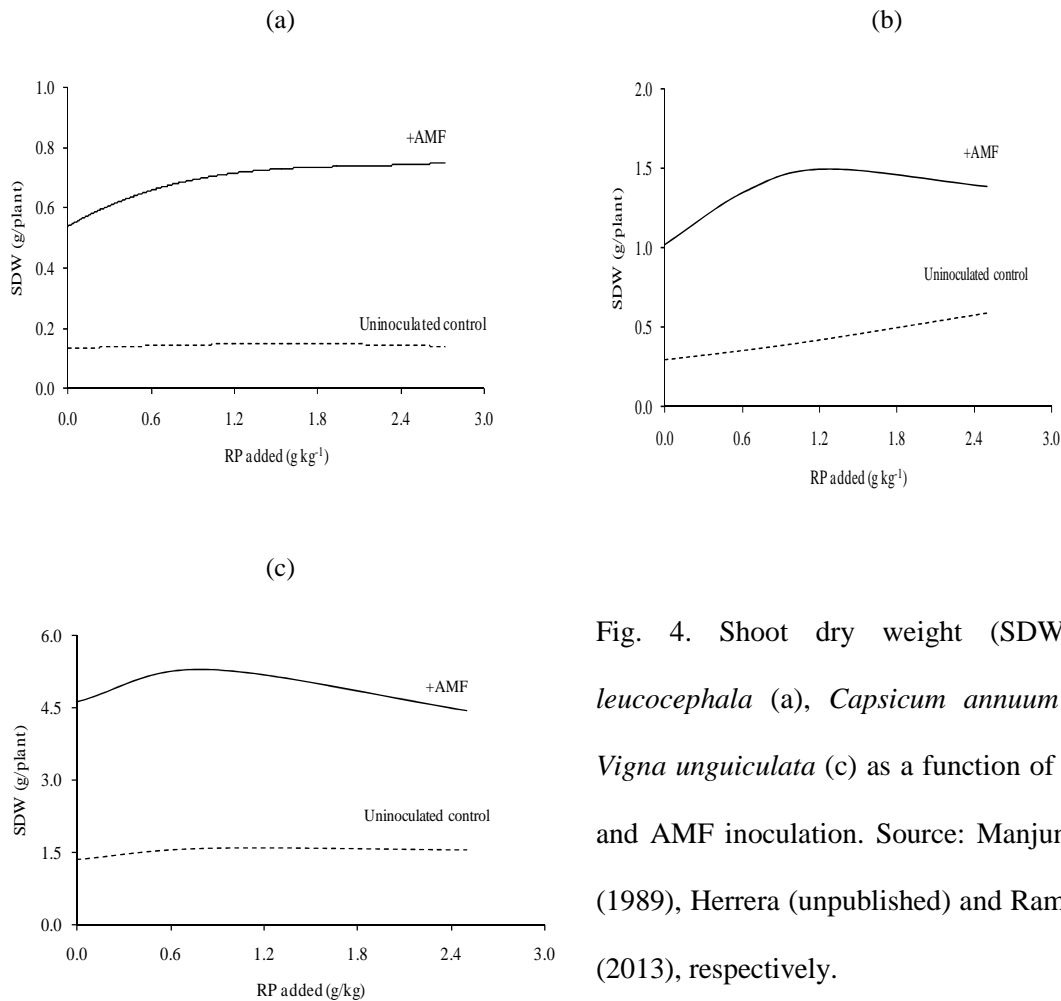 (a)
1.0
0.8
0.6
0.4
0.2
0.0
SDW (g/plant)
+AMF
Uninoculated control
0.0 0.6 1.2 1.8 2.4 3.0
RP added (g kg-1)
(b)
2.0
1.5
1.0
0.5
0.0
SDW (g/plant)
+AMF
Uninoculated control
0.0 0.6 1.2 1.8 2.4 3.0
RP added (g kg-1)
(c)
6.0
4.5
3.0
1.5
0.0
SDW (g/plant)
+AMF
Uninoculated control
0.0 0.6 1.2 1.8 2.4 3.0
RP added (g/kg)
Fig. 4. Shoot dry weight (SDW
leucocephala (a), Capsicum annuum
Vigna unguiculata (c) as a function of
and AMF inoculation. Source: Manjun
(1989), Herrera (unpublished) and Ram
(2013), respectively.